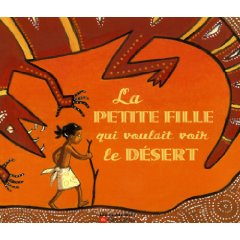 La
PETITE FILLE
qui voulait voir
le DÉSERT